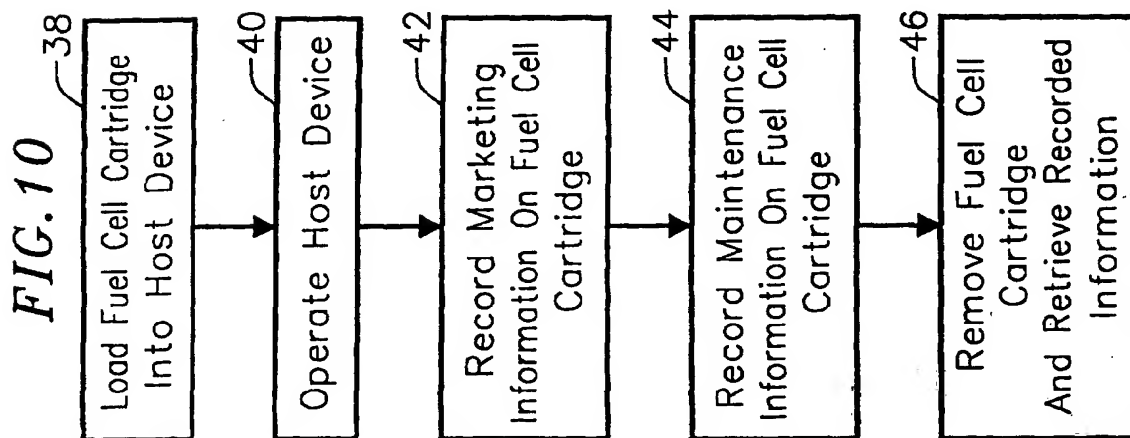 FIG.10
38
Load Fuel Cell Cartridge
Into Host Device
40
Operate Host Device
42
Record Marketing
Information On Fuel Cell
Cartridge
44
Record Maintenance
Information On Fuel Cell
Cartridge
46
Remove Fuel Cell
Cartridge
And Retrieve Recorded
Information